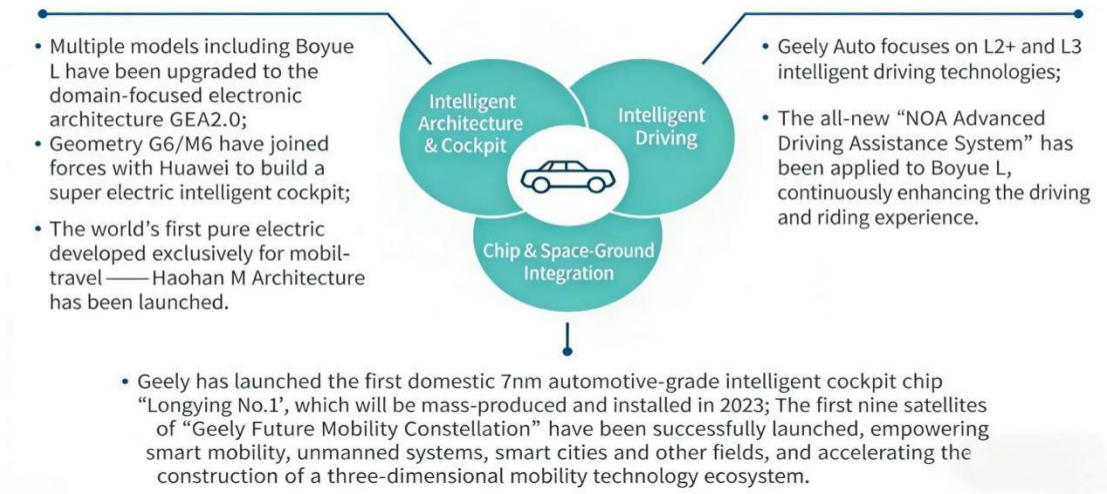 • Multiple models including Boyue
L have been upgraded to the
domain-focused electronic
architecture GEA2.0;
• Geometry G6/M6 have joined
forces with Huawei to build a
super electric intelligent cockpit;
• The world's first pure electric
developed exclusively for mobil-
travel ——Haohan M Architecture
has been launched.
Intelligent
Architecture
& Cockpit
Intelligent
Driving
Chip & Space-Ground
Integration
• Geely Auto focuses on L2+ and L3
intelligent driving technologies;
• The all-new “NOA Advanced
Driving Assistance System” has
been applied to Boyue L,
continuously enhancing the driving
and riding experience.
• Geely has launched the first domestic 7nm automotive-grade intelligent cockpit chip
“Longying No.1’, which will be mass-produced and installed in 2023; The first nine satellites
of “Geely Future Mobility Constellation” have been successfully launched, empowering
smart mobility, unmanned systems, smart cities and other fields, and accelerating the
construction of a three-dimensional mobility technology ecosystem.